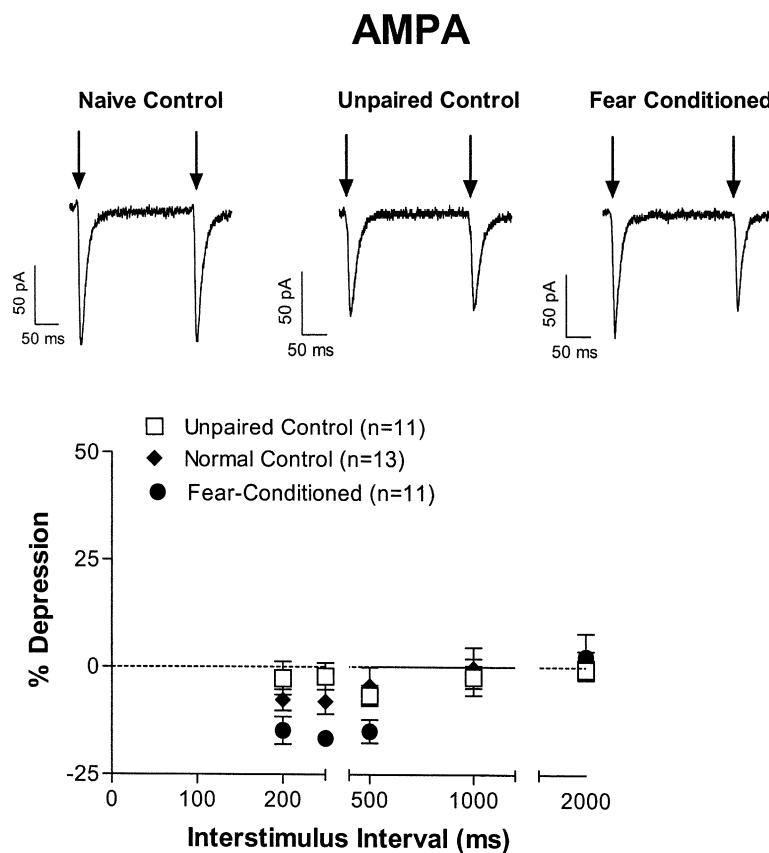 AMPA
Naive Control
Unpaired Control
Fear Conditioned
50 pA
50 ms
50 pA
50 ms
50 pA
50 ms
Unpaired Control (n=11)
Normal Control (n=13)
Fear-Conditioned (n=11)
% Depression
50
25
0
-25
0 100 200 500 1000 2000
Interstimulus Interval (ms)